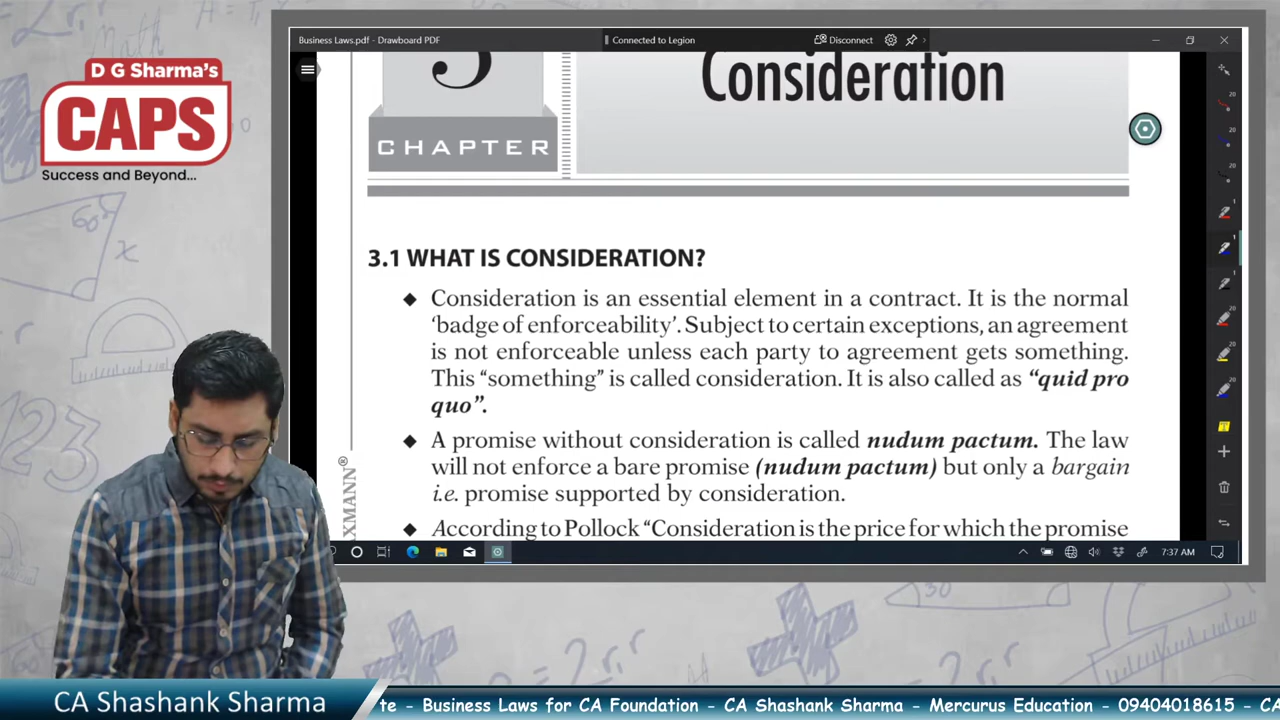 D G Sharma's
CAPS
Success and Beyond...
Business Laws.pdf - Drawboard PDF
Connected to Legion
Disconnect
Consideration
CHAPTER
3.1 WHAT IS CONSIDERATION?
◆ Consideration is an essential element in a contract. It is the normal
'badge of enforceability'. Subject to certain exceptions, an agreement
is not enforceable unless each party to agreement gets something.
This "something" is called consideration. It is also called as "quid pro
quo".
◆ A promise without consideration is called nudum pactum. The law
will not enforce a bare promise (nudum pactum) but only a bargain
i.e. promise supported by consideration.
◆ According to Pollock "Consideration is the price for which the promise
XMANN®
7:37 AM
CA Shashank Sharma
te - Business Laws for CA Foundation - CA Shashank Sharma - Mercurus Education - 09404018615 - CA